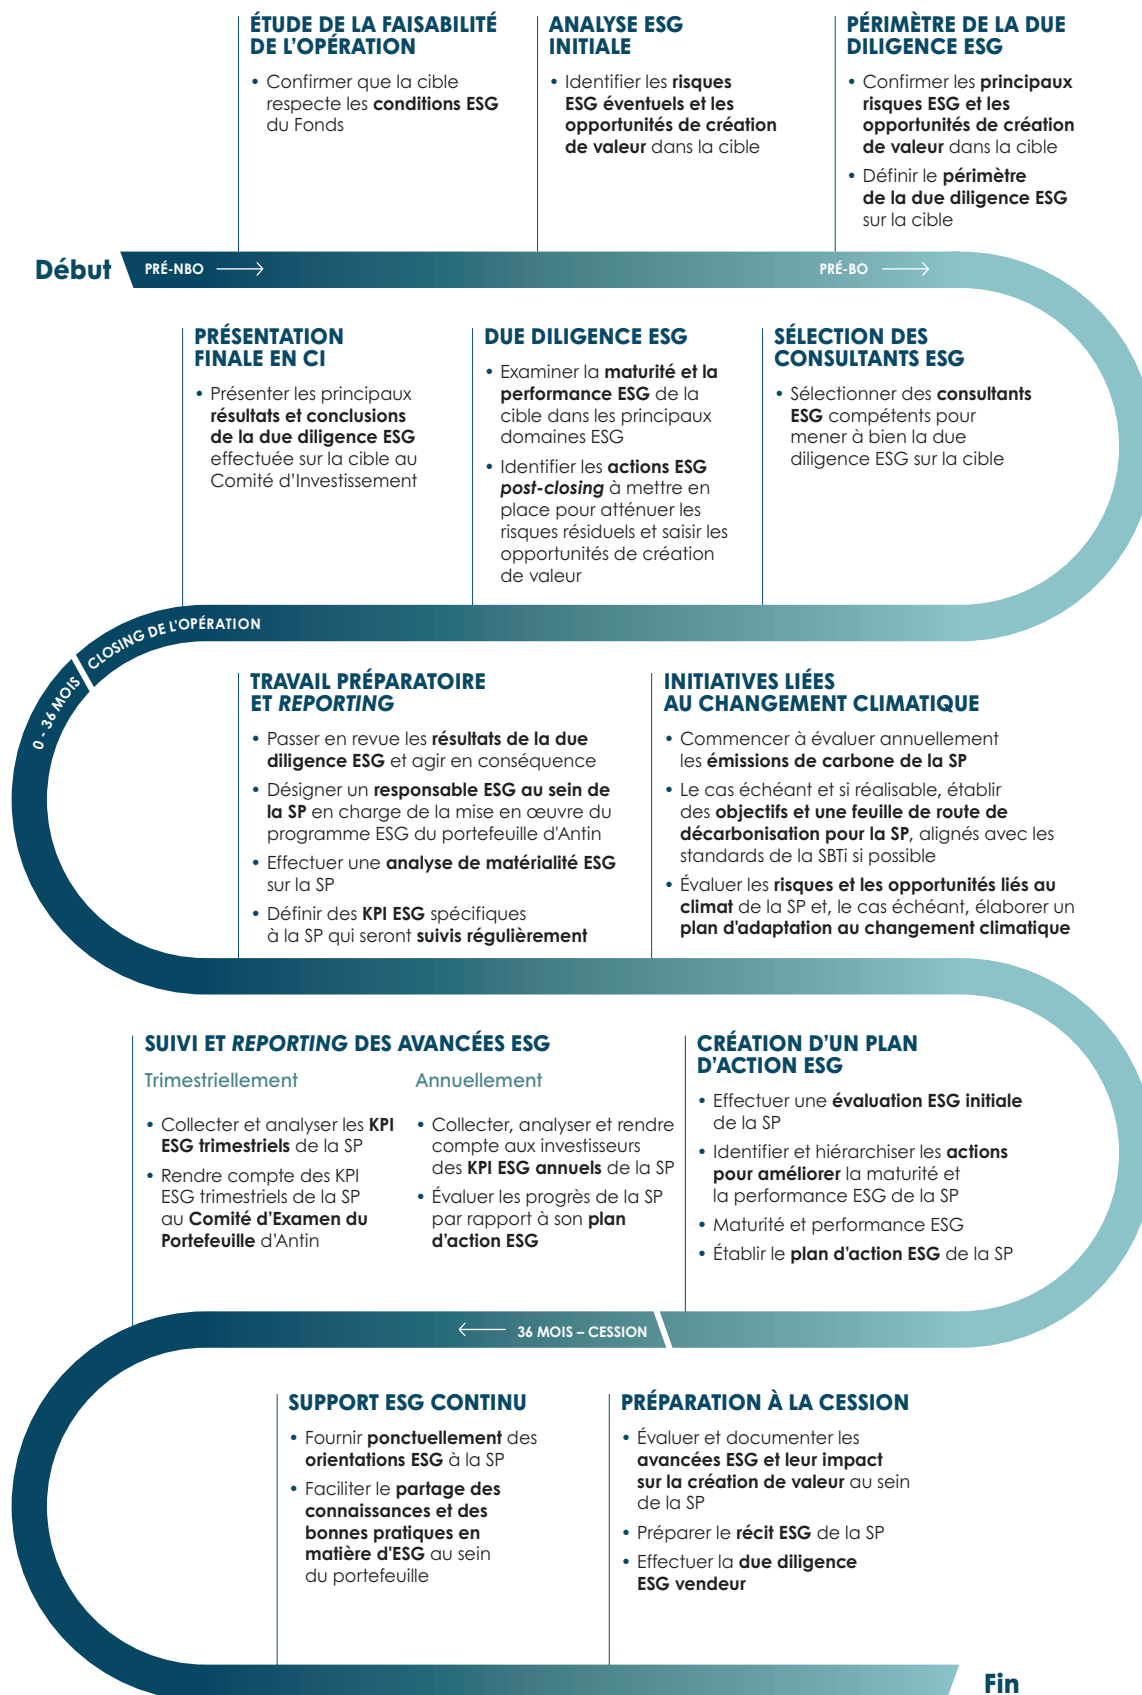 ÉTUDE DE LA FAISABILITÉ
DE L’OPÉRATION
• Confirmer que la cible
respecte les conditions ESG
du Fonds
ANALYSE ESG
INITIALE
• Identifier les risques
ESG éventuels et les
opportunités de création
de valeur dans la cible
PÉRIMÈTRE DE LA DUE
DILIGENCE ESG
• Confirmer les principaux
risques ESG et les
opportunités de création
de valeur dans la cible
• Définir le périmètre
de la due diligence ESG
sur la cible
Début
PRÉ-NBO
PRÉ-BO
SÉLECTION DES
CONSULTANTS ESG
• Sélectionner des consultants
ESG compétents pour
mener à bien la due
diligence ESG sur la cible
DUE DILIGENCE ESG
• Examiner la maturité et la
performance ESG de la
cible dans les principaux
domaines ESG
• Identifier les actions ESG
post-closing à mettre en
place pour atténuer les
risques résiduels et saisir les
opportunités de création
de valeur
PRÉSENTATION
FINALE EN CI
• Présenter les principaux
résultats et conclusions
de la due diligence ESG
effectuée sur la cible au
Comité d’Investissement
CLOSING DE L’OPÉRATION
0 - 36 MOIS
TRAVAIL PRÉPARATOIRE
ET REPORTING
• Passer en revue les résultats de la due
diligence ESG et agir en conséquence
• Désigner un responsable ESG au sein de
la SP en charge de la mise en œuvre du
programme ESG du portefeuille d'Antin
• Effectuer une analyse de matérialité ESG
sur la SP
• Définir des KPI ESG spécifiques
à la SP qui seront suivis régulièrement
INITIATIVES LIÉES
AU CHANGEMENT CLIMATIQUE
• Commencer à évaluer annuellement
les émissions de carbone de la SP
• Le cas échéant et si réalisable, établir
des objectifs et une feuille de route de
décarbonisation pour la SP, alignés avec les
standards de la SBTi si possible
• Évaluer les risques et les opportunités liés au
climat de la SP et, le cas échéant, élaborer un
plan d'adaptation au changement climatique
CRÉATION D’UN PLAN
D’ACTION ESG
• Effectuer une évaluation ESG initiale
de la SP
• Identifier et hiérarchiser les actions
pour améliorer la maturité et
la performance ESG de la SP
• Maturité et performance ESG
• Établir le plan d’action ESG de la SP
SUIVI ET REPORTING DES AVANCÉES ESG
Trimestriellement
• Collecter et analyser les KPI
ESG trimestriels de la SP
• Rendre compte des KPI
ESG trimestriels de la SP
au Comité d’Examen du
Portefeuille d’Antin
Annuellement
• Collecter, analyser et rendre
compte aux investisseurs
des KPI ESG annuels de la SP
• Évaluer les progrès de la SP
par rapport à son plan
d’action ESG
36 MOIS – CESSION
SUPPORT ESG CONTINU
• Fournir ponctuellement des
orientations ESG à la SP
• Faciliter le partage des
connaissances et des
bonnes pratiques en
matière d'ESG au sein
du portefeuille
PRÉPARATION À LA CESSION
• Évaluer et documenter les
avancées ESG et leur impact
sur la création de valeur au sein
de la SP
• Préparer le récit ESG de la SP
• Effectuer la due diligence
ESG vendeur
Fin